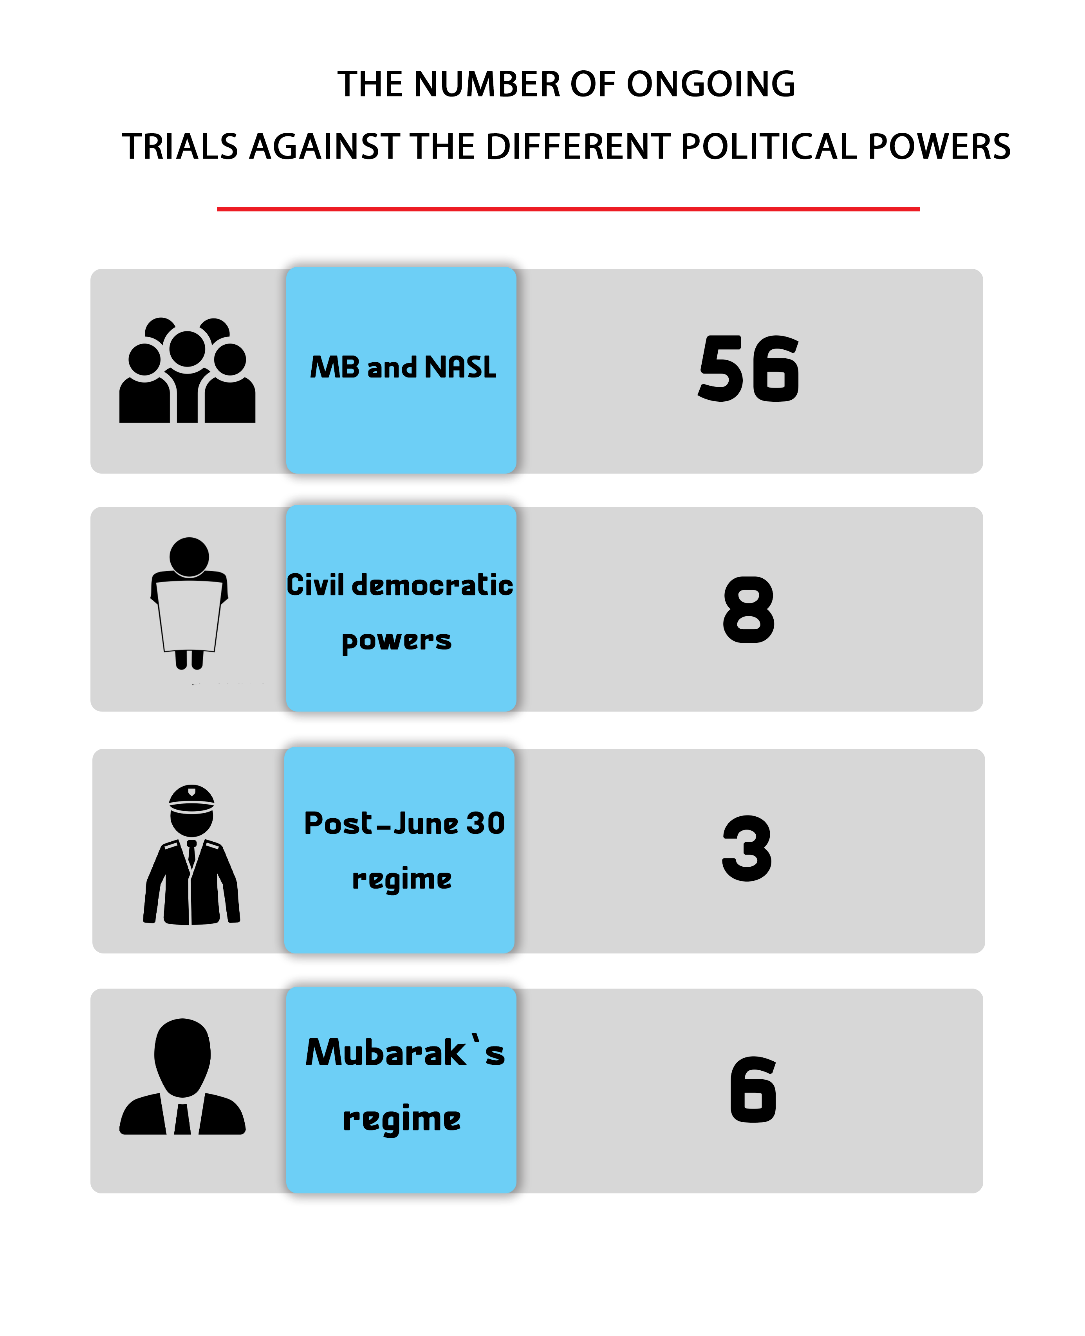 THE NUMBER OF ONGOING
TRIALS AGAINST THE DIFFERENT POLITICAL POWERS
MB and NASL
56
Civil democratic
powers
8
Post-June 30
regime
3
Mubarak`s
regime
6